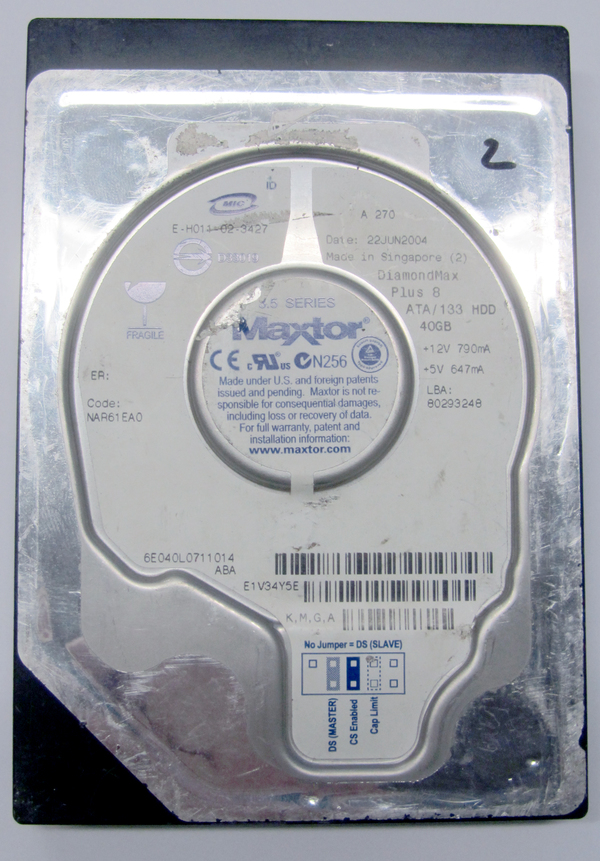 2
MIC
ID
E-H011-02-3427
A 270
Date: 22JUN2004
Made in Singapore (2)
DiamondMax
Plus 8
ATA/133 HDD
40GB
+12V 790mA
+5V 647mA
LBA:
80293248
FRAGILE
ER:
Code:
NAR61EA0
3.5 SERIES
Maxtor
CE c US N256
Made under U.S. and foreign patents
issued and pending. Maxtor is not re-
sponsible for consequential damages,
including loss or recovery of data.
For full warranty, patent and
installation information:
www.maxtor.com
6E040L0711014
ABA
E1V34Y5E
K,M,G,A
No Jumper = DS (SLAVE)
DS (MASTER)
CS Enabled
Cap Limit